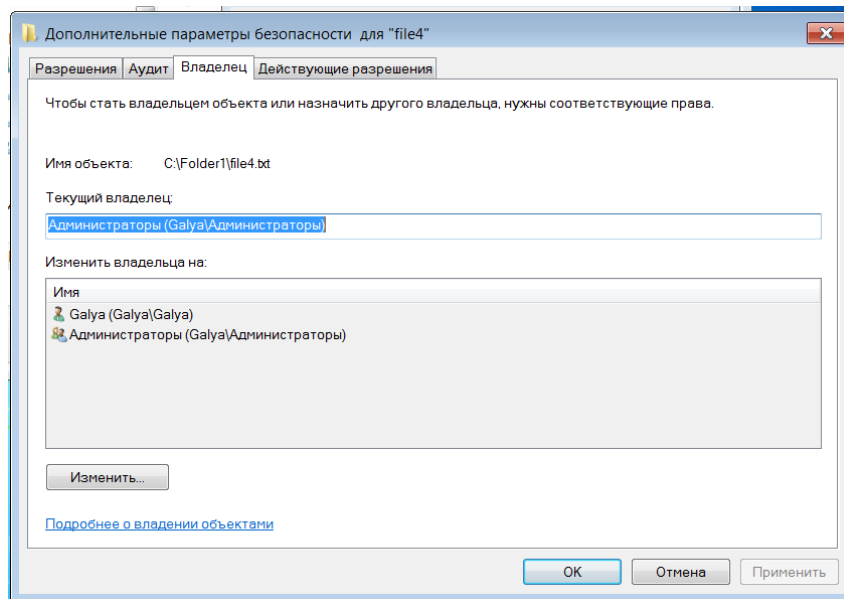 Дополнительные параметры безопасности для "file4"
Разрешения Аудит Владелец Действующие разрешения
Чтобы стать владельцем объекта или назначить другого владельца, нужны соответствующие права.
Имя объекта: C:\Folder1\file4.txt
Текущий владелец:
Администраторы (Galya\Администраторы)
Изменить владельца на:
Имя
Galya (Galya\Galya)
Администраторы (Galya\Администраторы)
Изменить...
Подробнее о владении объектами
OK Отмена Применить